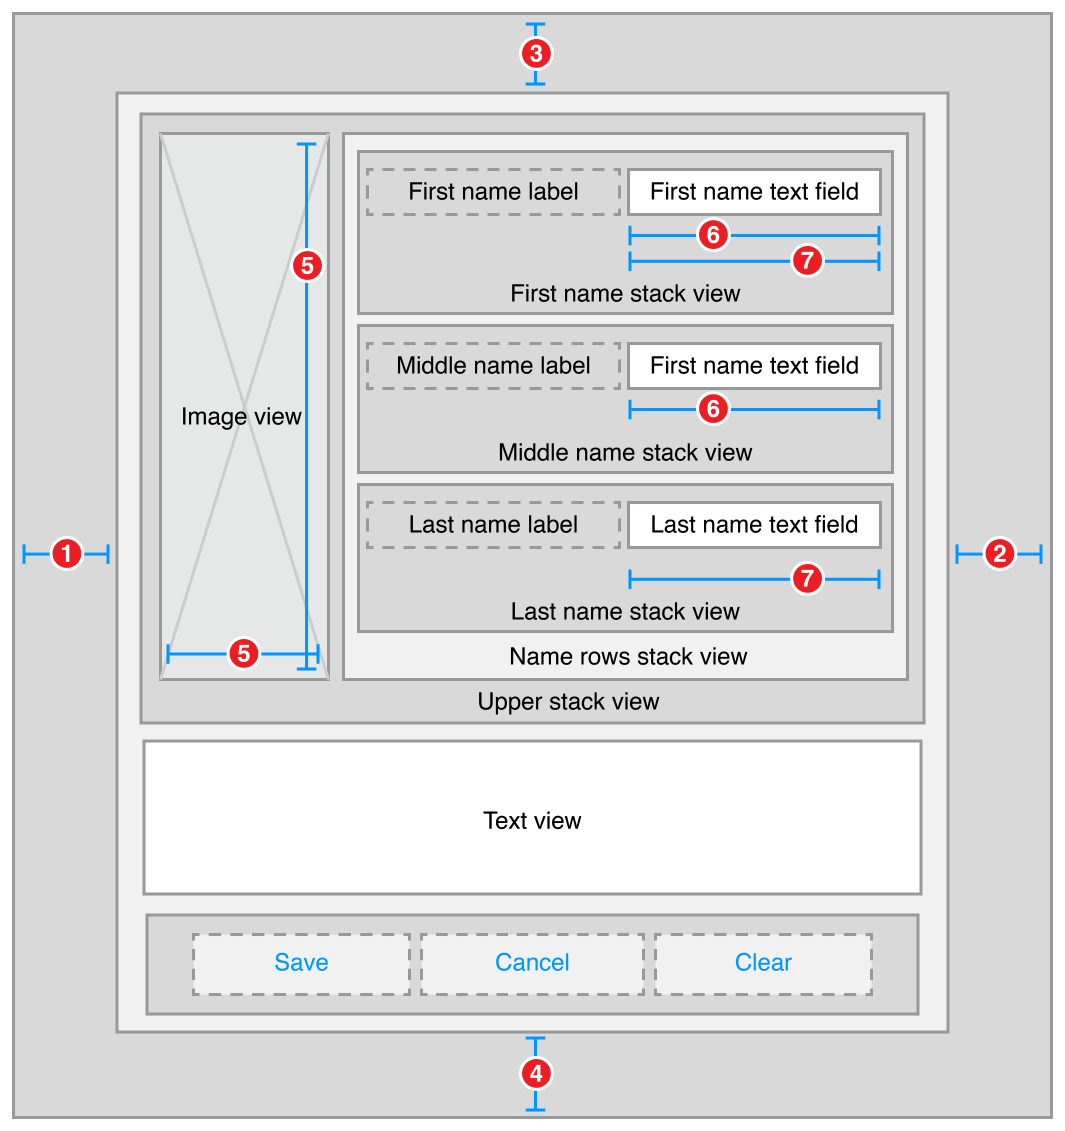 3
First name label
First name text field
6
7
5
First name stack view
Middle name label
First name text field
6
Image view
Middle name stack view
Last name label
Last name text field
1
2
7
Last name stack view
5
Name rows stack view
Upper stack view
Text view
Save
Cancel
Clear
4